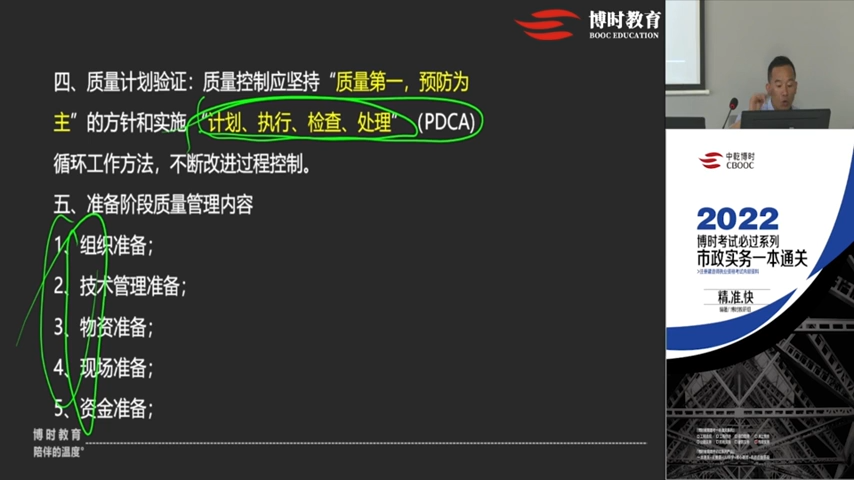 博时教育
BOOC EDUCATION
四、质量计划验证：质量控制应坚持“质量第一，预防为
主”的方针和实施“计划、执行、检查、处理”（PDCA)
循环工作方法，不断改进过程控制。
五、准备阶段质量管理内容
1、组织准备；
2、技术管理准备；
3、物资准备；
4、现场准备；
5、资金准备；
博时教育
陪伴的温度
中乾博时
CBOOC
2022
博时考试必过系列
市政实务一本通关
精.准.快